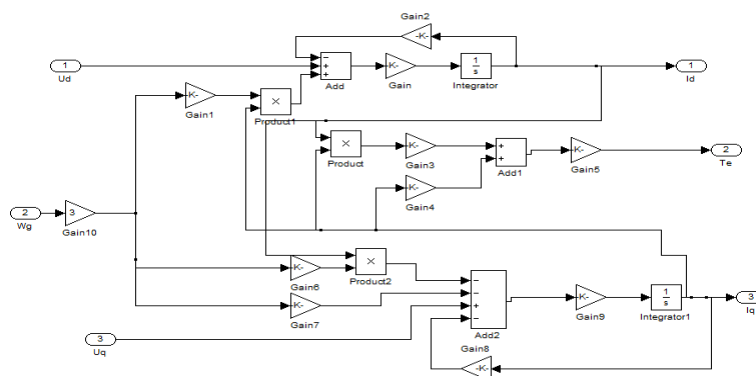 Gain2
-K-
1
Ud
−
+
+
Add
K-
Gain
1
s
Integrator
1
Id
K-
Gain1
×
Product1
×
Product
K-
Gain3
K-
Gain4
+
+
Add1
K-
Gain5
2
Te
2
Wg
3
Gain10
K-
Gain6
×
Product2
K-
Gain7
−
−
+
−
Add2
K-
Gain9
1
s
Integrator1
3
Iq
3
Uq
Gain8
-K-